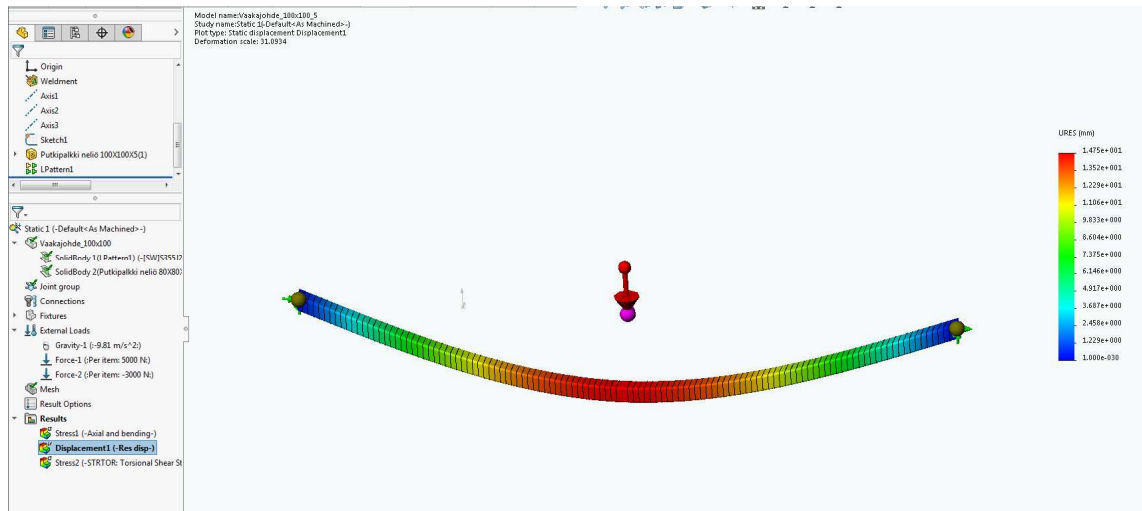 Model name:Vaakajohde_100x100_5
Study name:Static 1(-Default<As Machined>-)
Plot type: Static displacement Displacement1
Deformation scale: 31.0934
Origin
Weldment
Axis1
Axis2
Axis3
Sketch1
Putkipalkki neliö 100X100X5(1)
LPattern1
Static 1 (-Default<As Machined>-)
Vaakajohde_100x100
SolidBody 1(LPattern1) (-[SW]S355J2
SolidBody 2(Putkipalkki neliö 80X80X
Joint group
Connections
Fixtures
External Loads
Gravity-1 (:-9.81 m/s^2:)
Force-1 (:Per item: 5000 N:)
Force-2 (:Per item: -3000 N:)
Mesh
Result Options
Results
Stress1 (-Axial and bending-)
Displacement1 (-Res disp-)
Stress2 (-STRTOR: Torsional Shear St
URES (mm)
1.475e+001
1.352e+001
1.229e+001
1.106e+001
9.833e+000
8.604e+000
7.375e+000
6.146e+000
4.917e+000
3.687e+000
2.458e+000
1.229e+000
1.000e-030